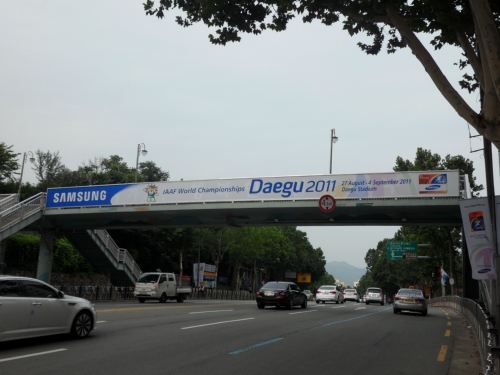 SAMSUNG
IAAF World Championships
Daegu 2011
27 August - 4 September 2011
Daegu Stadium